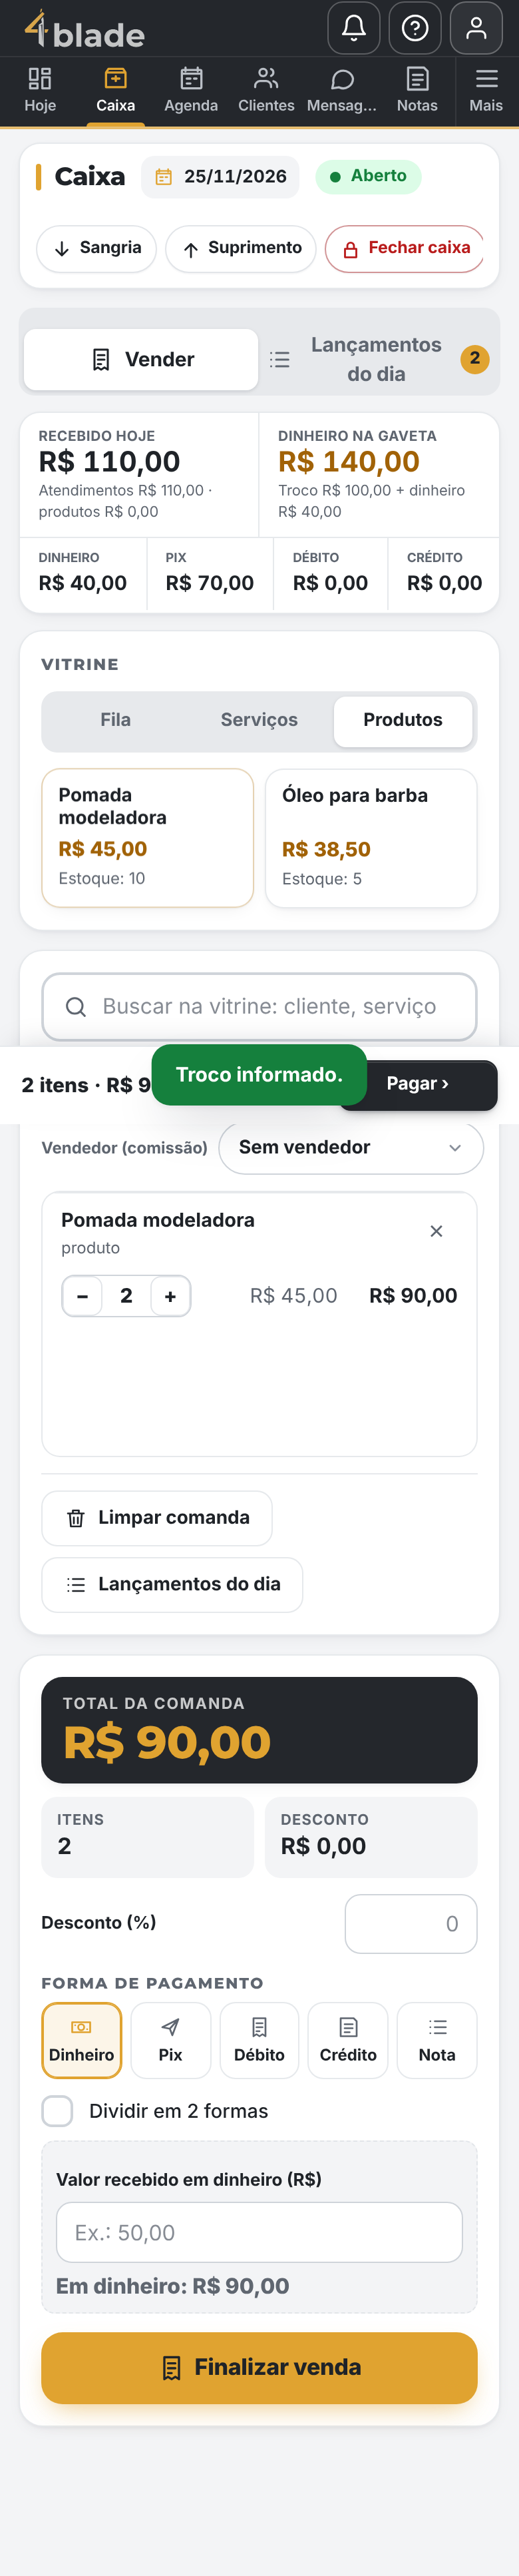 4blade
Hoje
Caixa
Agenda
Clientes
Mensag...
Notas
Mais
Caixa
25/11/2026
Aberto
Sangria
Suprimento
Fechar caixa
Vender
Lançamentos
do dia
2
RECEBIDO HOJE
R$ 110,00
Atendimentos R$ 110,00 ·
produtos R$ 0,00
DINHEIRO NA GAVETA
R$ 140,00
Troco R$ 100,00 + dinheiro
R$ 40,00
DINHEIRO
R$ 40,00
PIX
R$ 70,00
DÉBITO
R$ 0,00
CRÉDITO
R$ 0,00
VITRINE
Fila
Serviços
Produtos
Pomada
modeladora
R$ 45,00
Estoque: 10
Óleo para barba
R$ 38,50
Estoque: 5
Buscar na vitrine: cliente, serviço
2 itens · R$ 9
Troco informado.
Pagar ›
Vendedor (comissão)
Sem vendedor
Pomada modeladora
×
produto
− 2 +
R$ 45,00
R$ 90,00
Limpar comanda
Lançamentos do dia
TOTAL DA COMANDA
R$ 90,00
ITENS
2
DESCONTO
R$ 0,00
Desconto (%)
0
FORMA DE PAGAMENTO
Dinheiro
Pix
Débito
Crédito
Nota
Dividir em 2 formas
Valor recebido em dinheiro (R$)
Ex.: 50,00
Em dinheiro: R$ 90,00
Finalizar venda